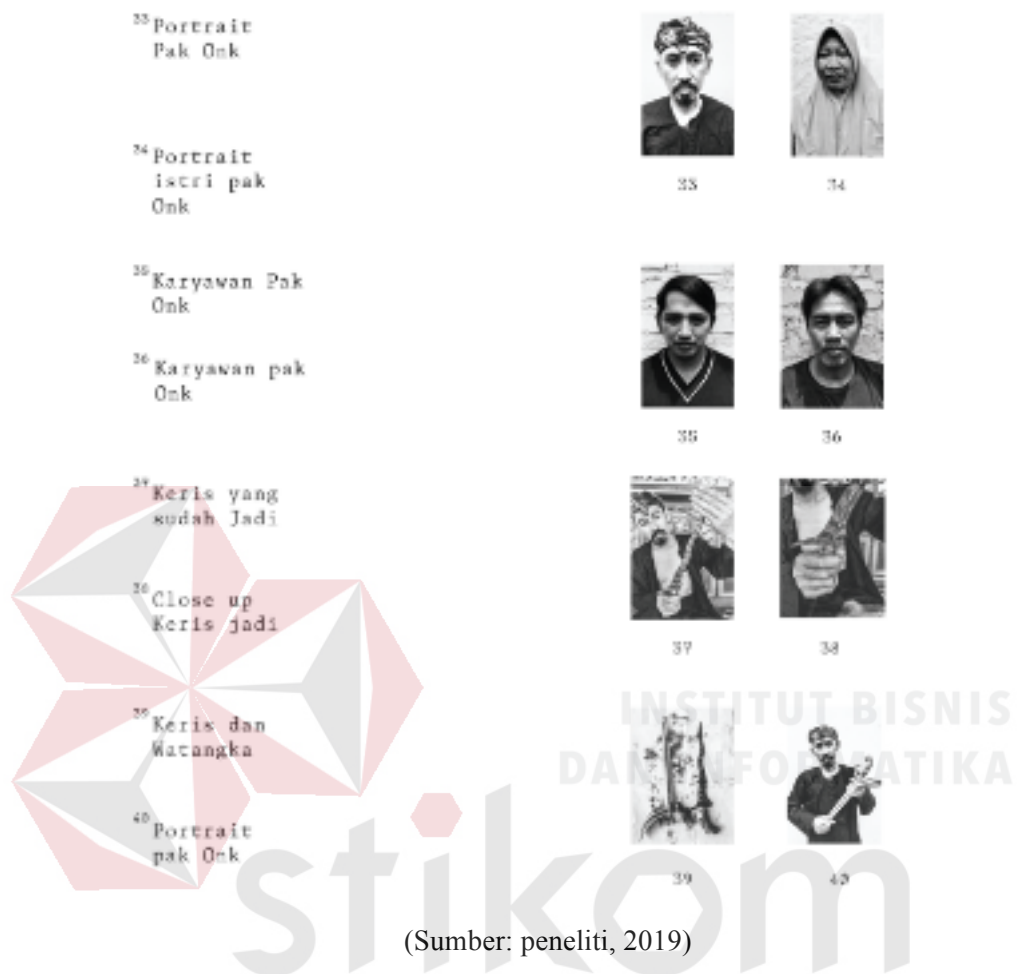 33 Portrait
Pak Onk
34 Portrait
istri pak
Onk
35 Karyawan Pak
Onk
36 Karyawan pak
Onk
37 Keris yang
sudah Jadi
38 Close up
Keris jadi
39 Keris dan
Watangka
40 Portrait
pak Onk
33 34
35 36
37 38
39 40
INSTITUT BISNIS
DAN INFORMATIKA
stikom
(Sumber: peneliti, 2019)